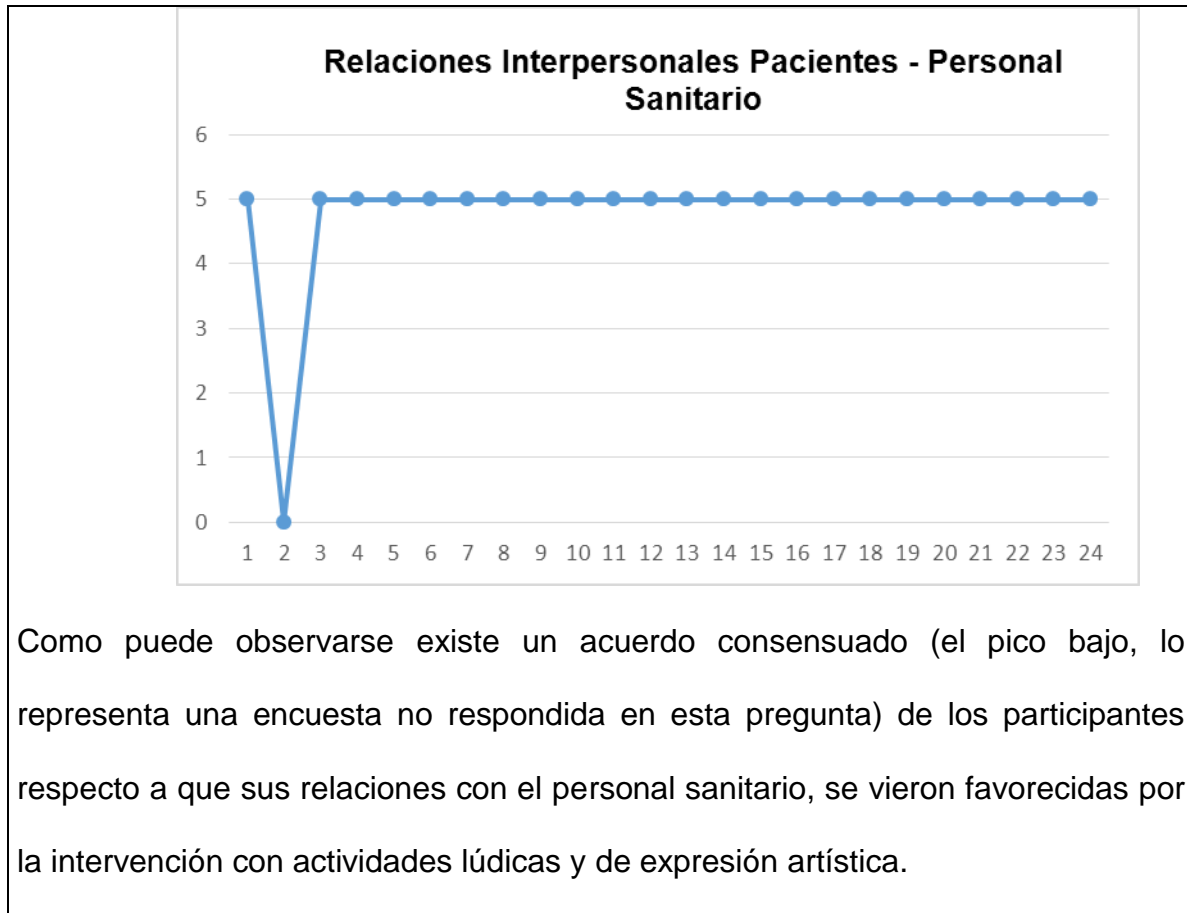 Relaciones Interpersonales Pacientes - Personal
Sanitario
6
5
4
3
2
1
0
1 2 3 4 5 6 7 8 9 10 11 12 13 14 15 16 17 18 19 20 21 22 23 24
Como puede observarse existe un acuerdo consensuado (el pico bajo, lo
representa una encuesta no respondida en esta pregunta) de los participantes
respecto a que sus relaciones con el personal sanitario, se vieron favorecidas por
la intervención con actividades lúdicas y de expresión artística.